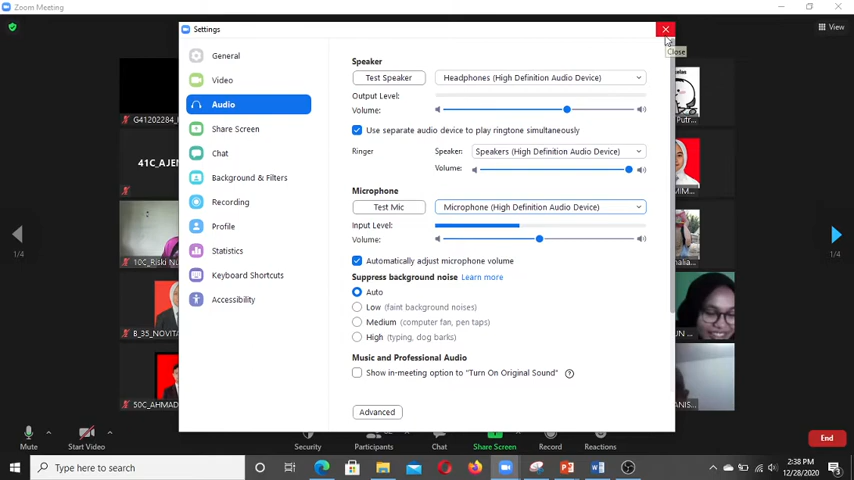 Zoom Meeting
Settings
View
Close
General
Video
Audio
Share Screen
Chat
Background & Filters
Recording
Profile
Statistics
Keyboard Shortcuts
Accessibility
Speaker
Test Speaker
Headphones (High Definition Audio Device)
Output Level:
Volume:
Use separate audio device to play ringtone simultaneously
Ringer
Speaker:
Speakers (High Definition Audio Device)
Volume:
Microphone
Test Mic
Microphone (High Definition Audio Device)
Input Level:
Volume:
Automatically adjust microphone volume
Suppress background noise Learn more
Auto
Low (faint background noises)
Medium (computer fan, pen taps)
High (typing, dog barks)
Music and Professional Audio
Show in-meeting option to "Turn On Original Sound"
Advanced
1/4
1/4
Mute
Start Video
Security
Participants
Chat
Share Screen
Record
Reactions
End
Type here to search
2:38 PM
12/28/2020